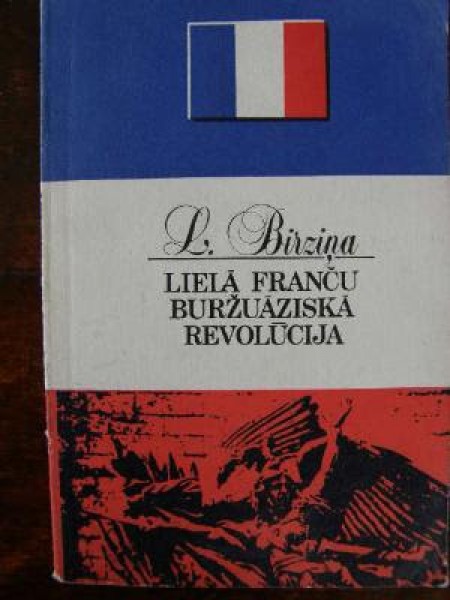 L. Birziņa
LIELĀ FRANČU
BURŽUĀZISKĀ
REVOLŪCIJA